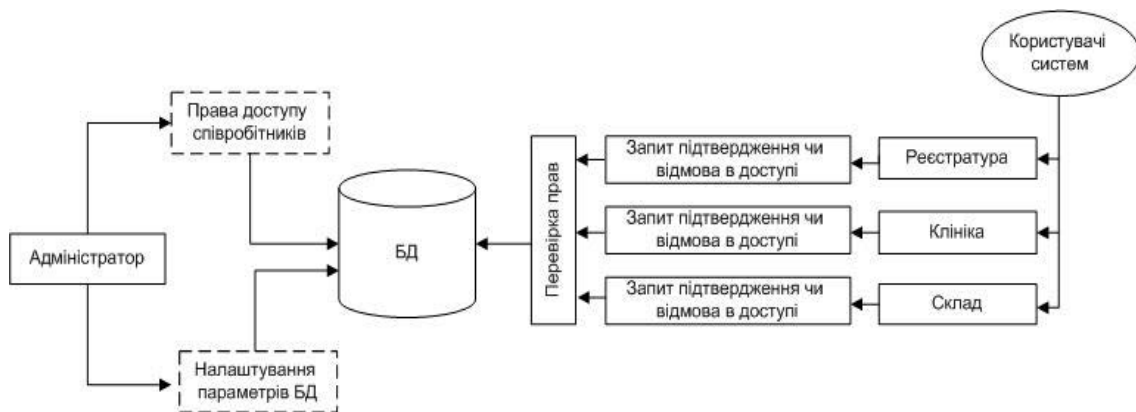 Користувачі
систем
Права доступу
співробітників
Адміністратор
Налаштування
параметрів БД
БД
Перевірка прав
Запит підтвердження чи
відмова в доступі
Реєстратура
Запит підтвердження чи
відмова в доступі
Клініка
Запит підтвердження чи
відмова в доступі
Склад